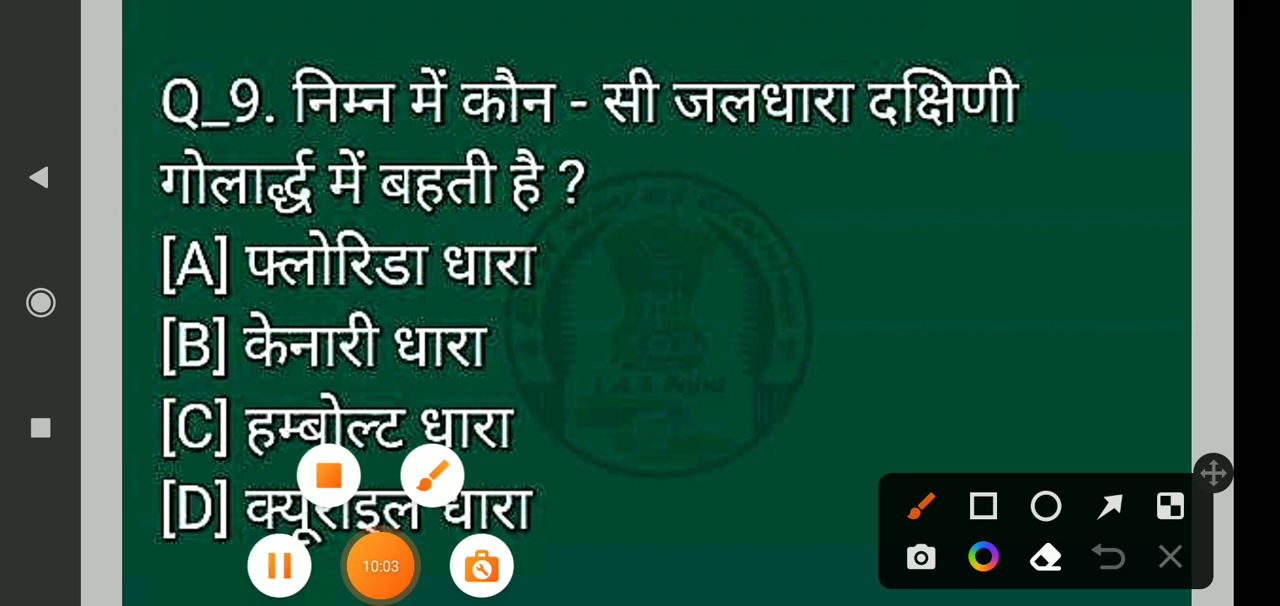 Q_9. निम्न में कौन - सी जलधारा दक्षिणी
गोलार्द्ध में बहती है ?
[A] फ्लोरिडा धारा
[B] केनारी धारा
[C] हम्बोल्ट धारा
[D] क्यूराइल धारा
10:03